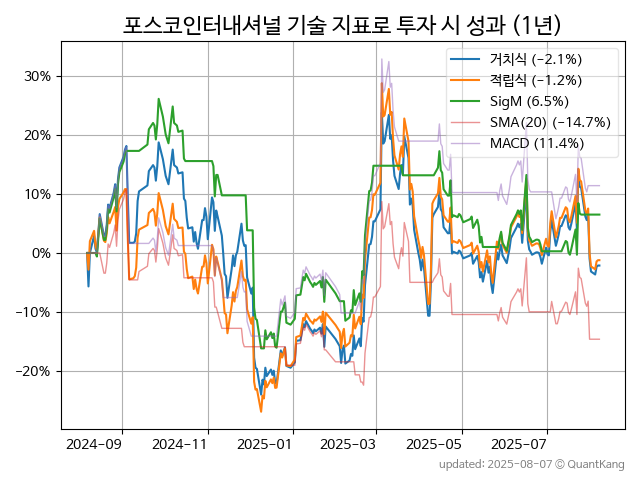 포스코인터내셔널 기술 지표로 투자 시 성과 (1년)
거치식 (−2.1%)
적립식 (−1.2%)
SigM (6.5%)
SMA(20) (−14.7%)
MACD (11.4%)
30%
20%
10%
0%
−10%
−20%
2024-09
2024-11
2025-01
2025-03
2025-05
2025-07
updated: 2025-08-07 © QuantKang